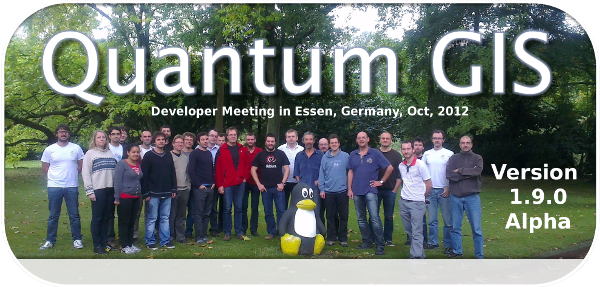 Quantum GIS
Developer Meeting in Essen, Germany, Oct, 2012
Version
1.9.0
Alpha